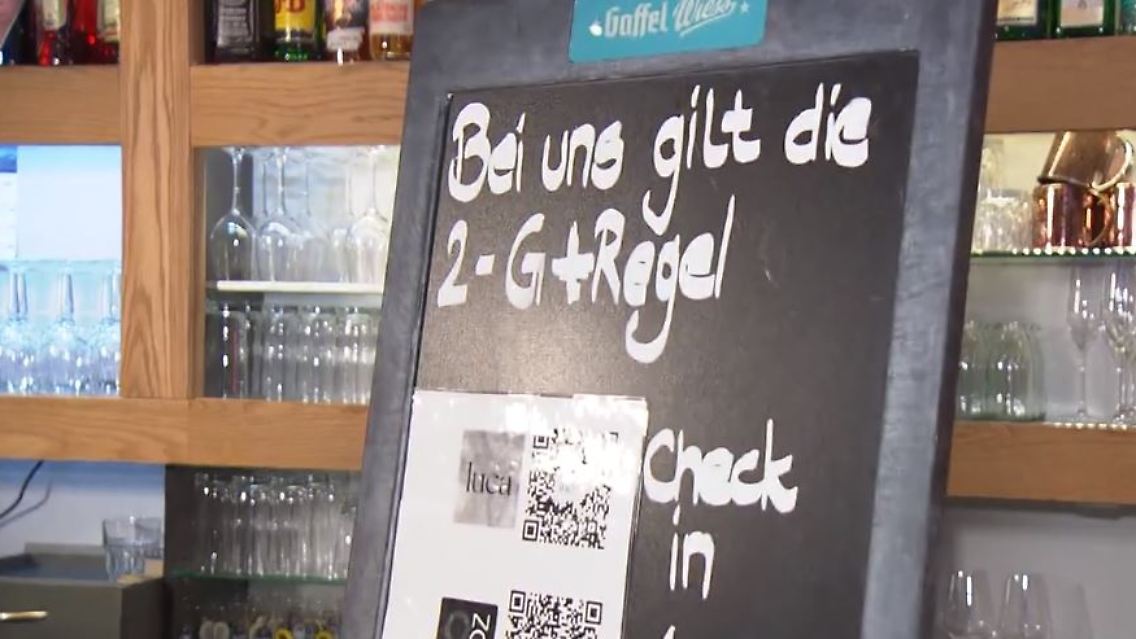 Gaffel Wiess
Bei uns gilt die
2-G+Regel
luca
Check
in